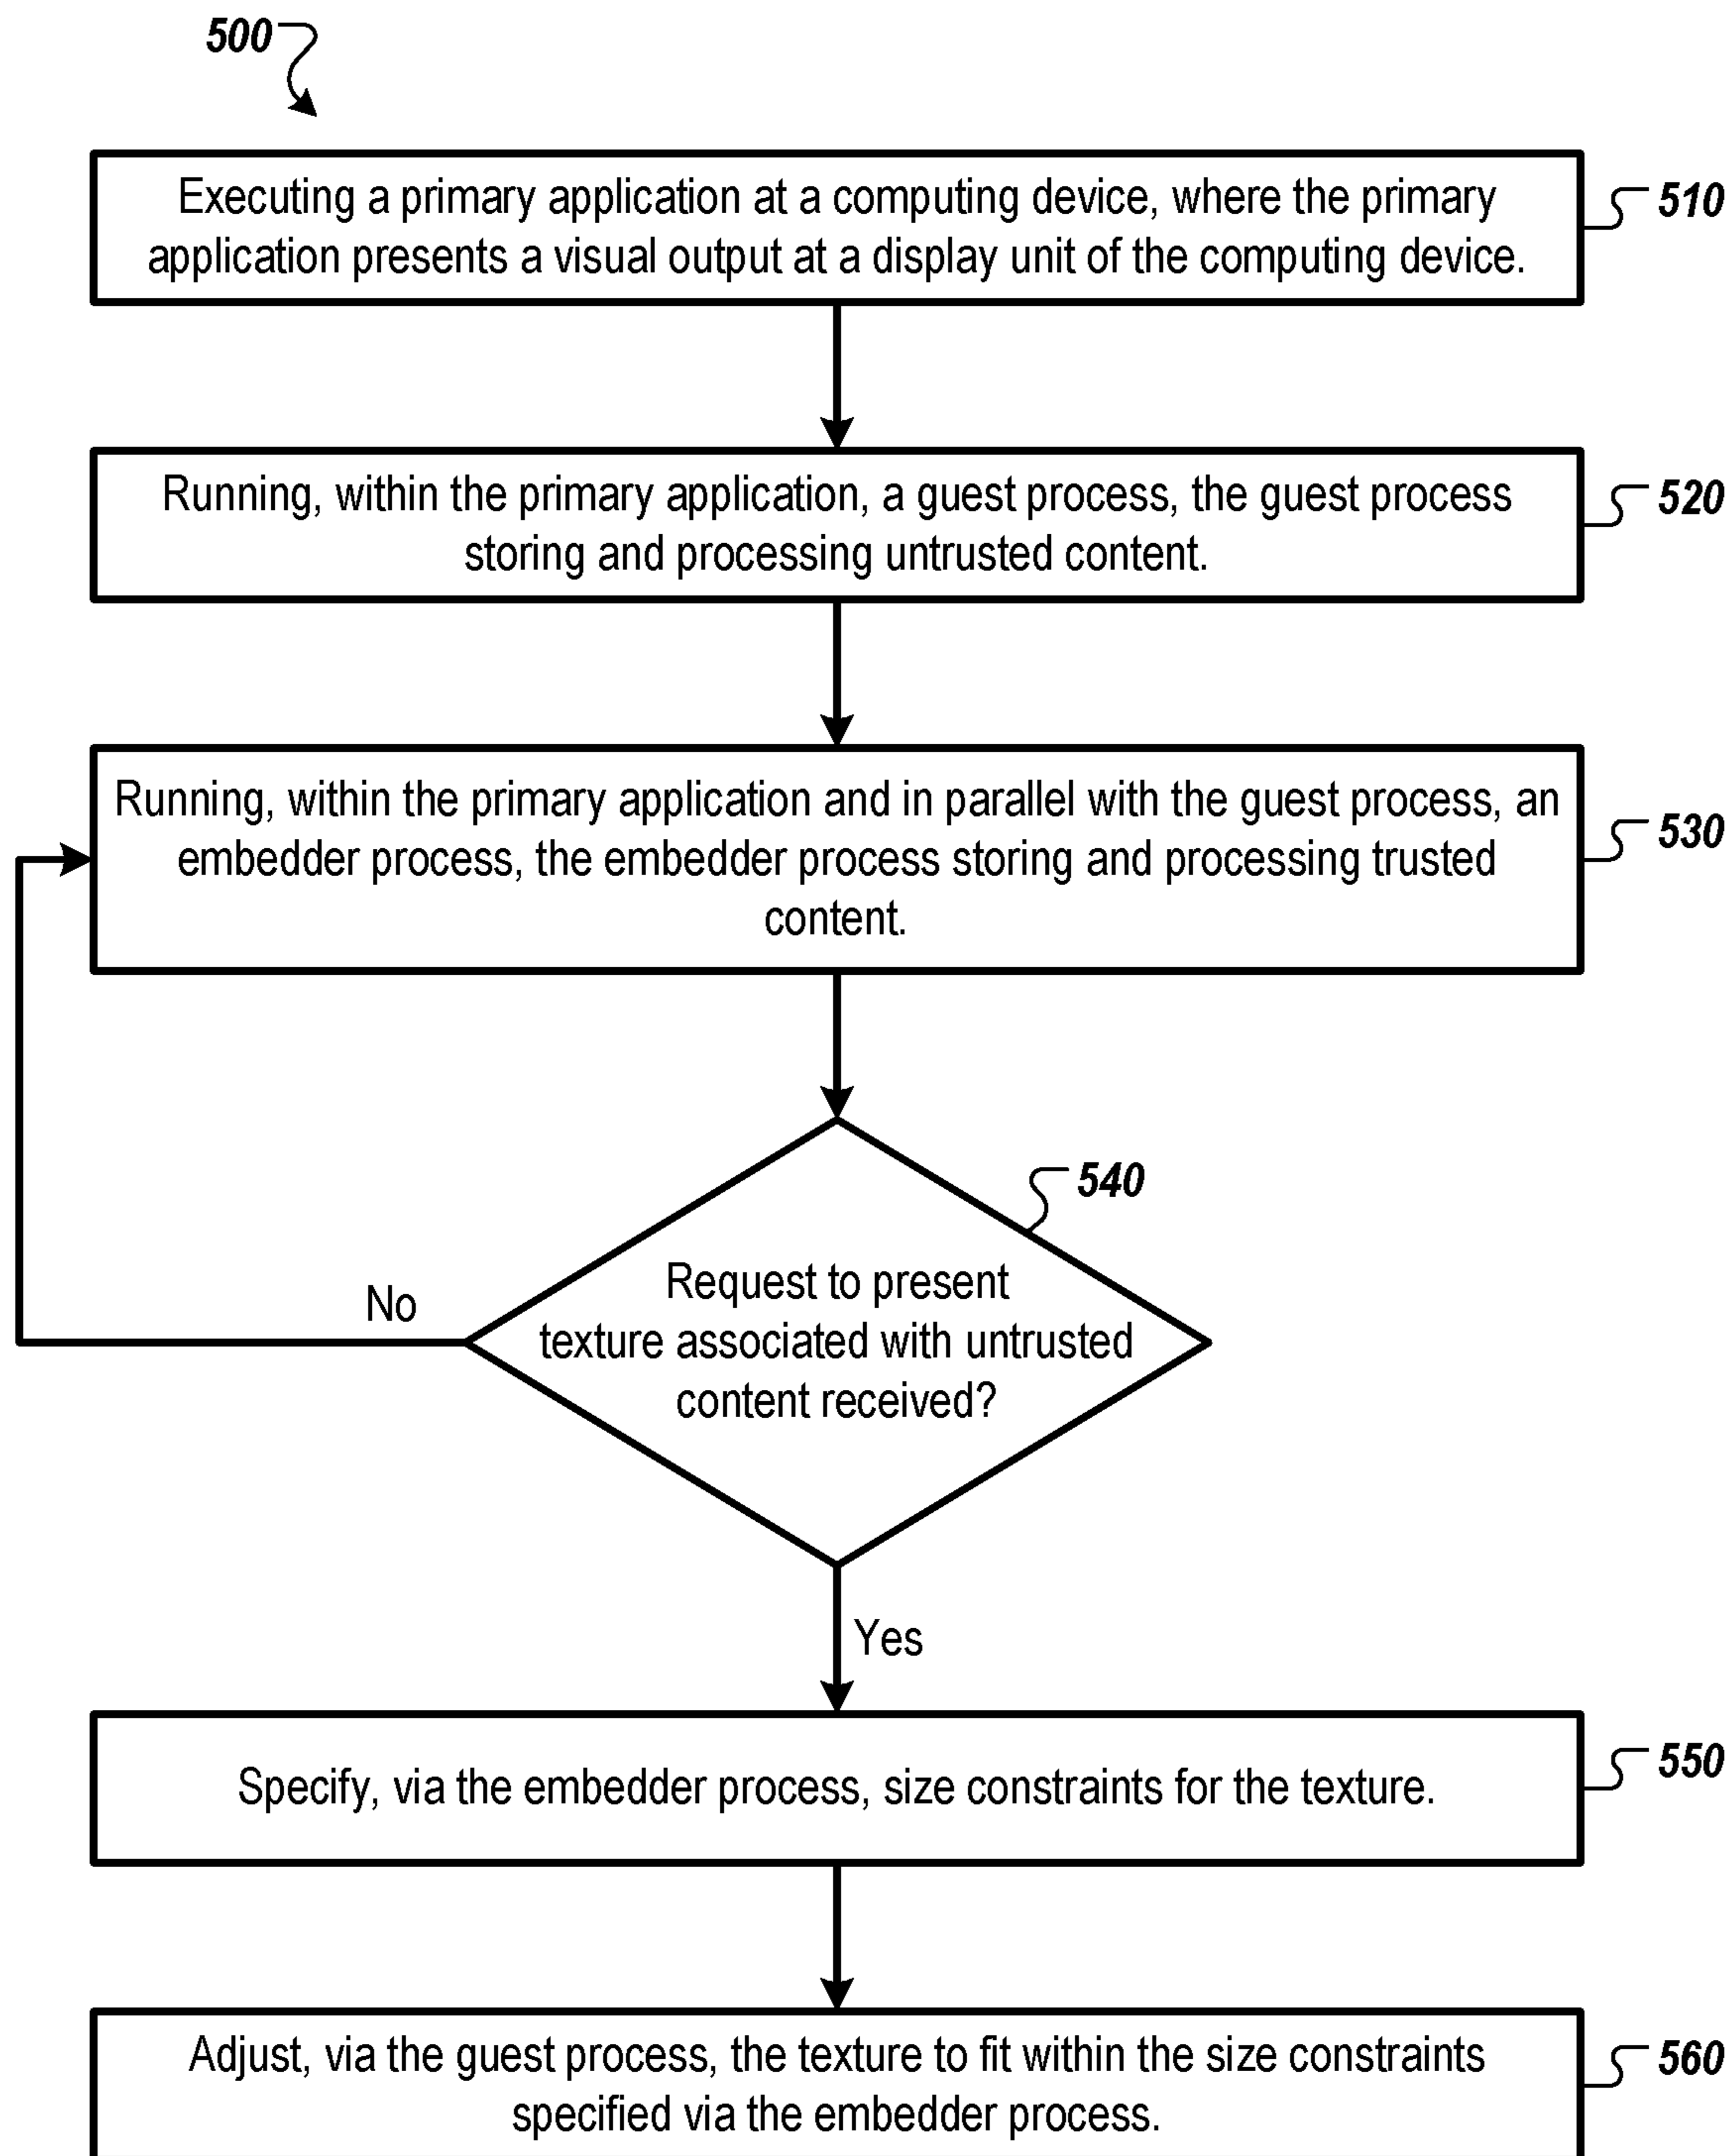 500
Executing a primary application at a computing device, where the primary
application presents a visual output at a display unit of the computing device.
510
Running, within the primary application, a guest process, the guest process
storing and processing untrusted content.
520
Running, within the primary application and in parallel with the guest process, an
embedder process, the embedder process storing and processing trusted
content.
530
540
Request to present
texture associated with untrusted
content received?
No
Yes
Specify, via the embedder process, size constraints for the texture.
550
Adjust, via the guest process, the texture to fit within the size constraints
specified via the embedder process.
560